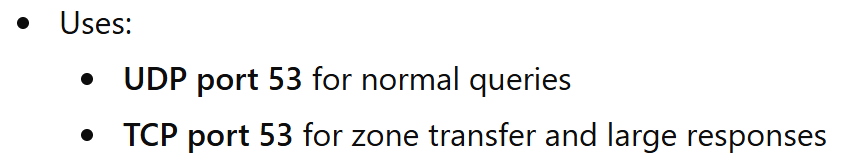 Uses:
UDP port 53 for normal queries
TCP port 53 for zone transfer and large responses